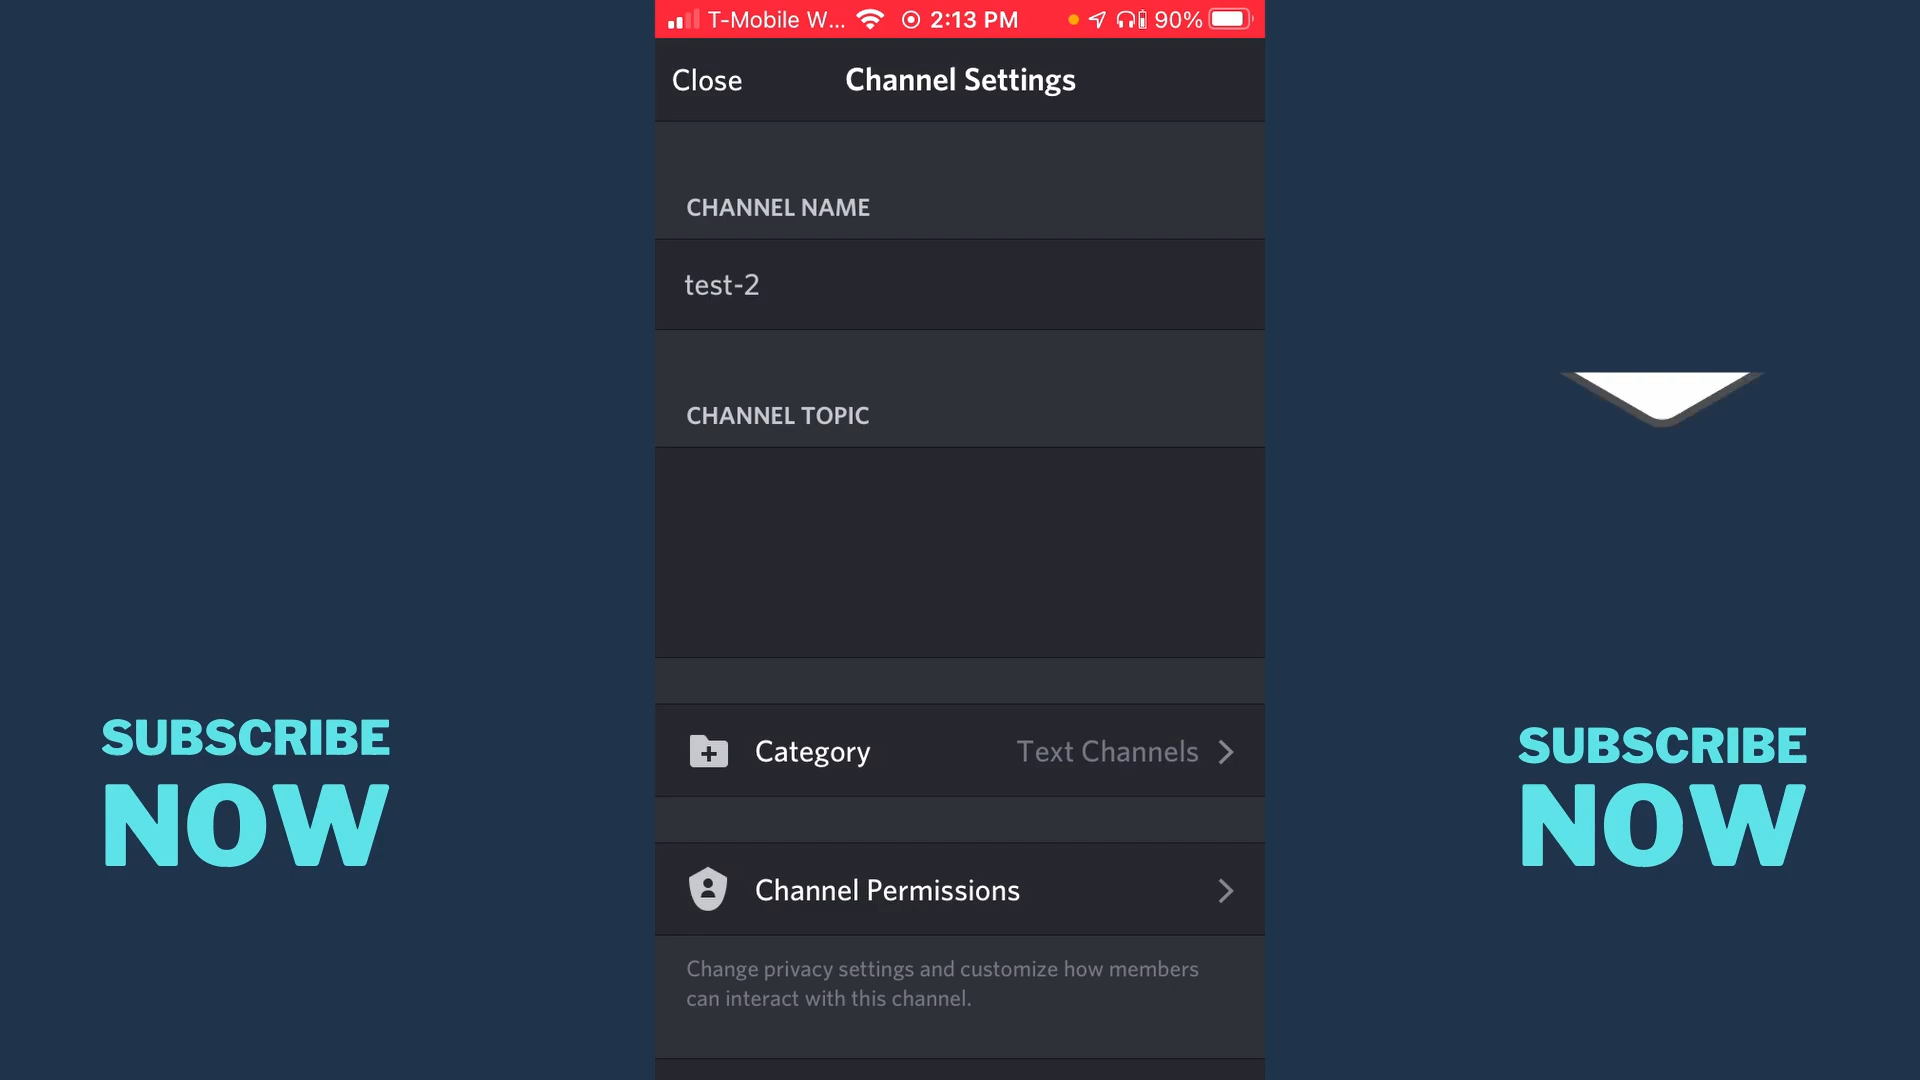 T-Mobile W... 2:13 PM 90%
Close Channel Settings
CHANNEL NAME
test-2
CHANNEL TOPIC
Category Text Channels
Channel Permissions
Change privacy settings and customize how members
can interact with this channel.
SUBSCRIBE
NOW
SUBSCRIBE
NOW